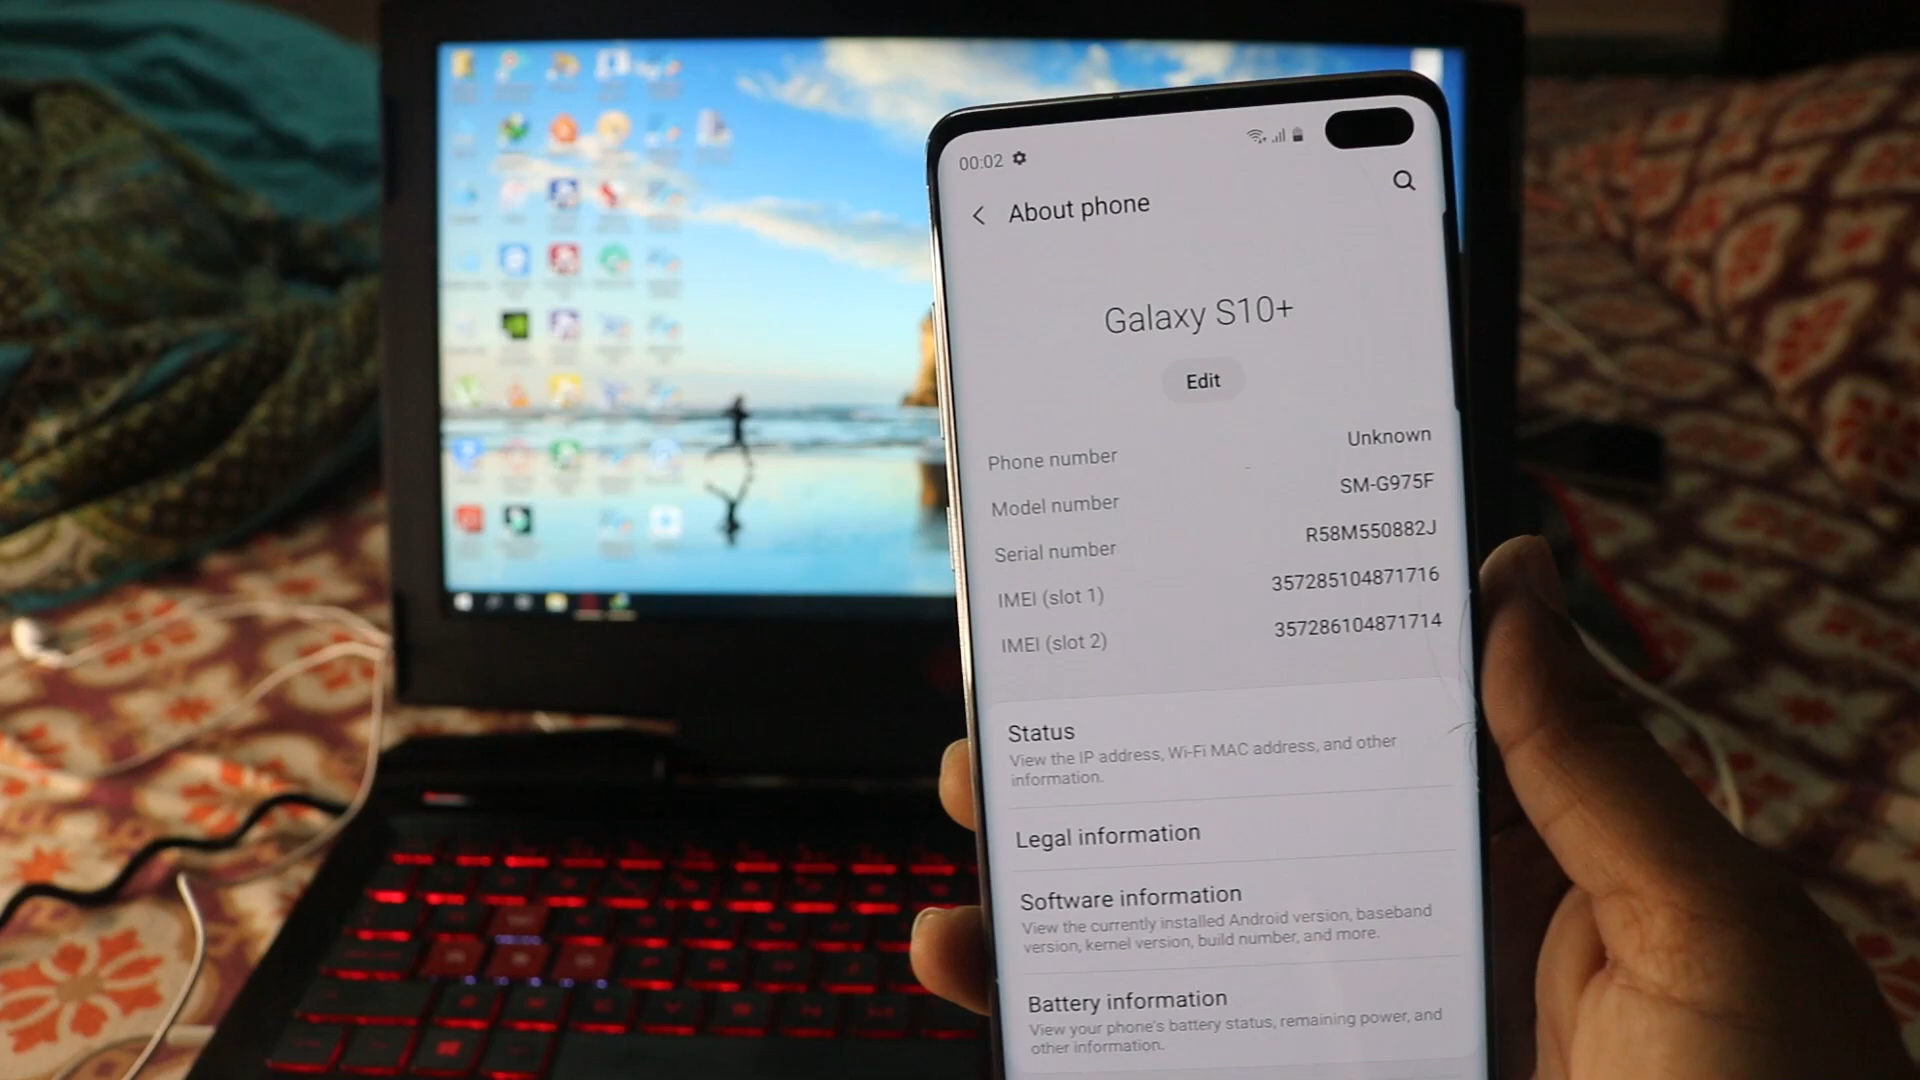 00:02
About phone
Galaxy S10+
Edit
Phone number Unknown
Model number SM-G975F
Serial number R58M550882J
IMEI (slot 1) 357285104871716
IMEI (slot 2) 357286104871714
Status
View the IP address, Wi-Fi MAC address, and other
information.
Legal information
Software information
View the currently installed Android version, baseband
version, kernel version, build number, and more.
Battery information
View your phone's battery status, remaining power, and
other information.